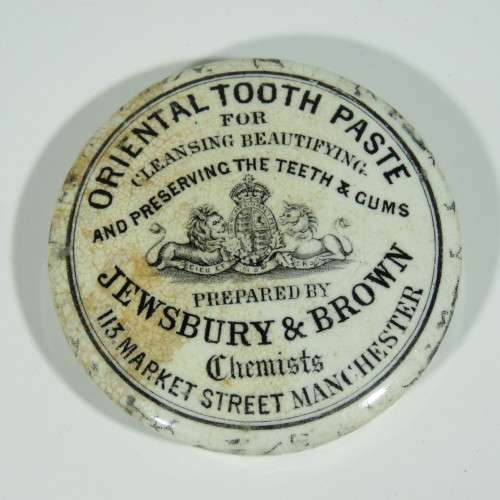 ORIENTAL TOOTH PASTE
FOR
CLEANSING BEAUTIFYING.
AND PRESERVING THE TEETH & GUMS
PREPARED BY
JEWSBURY & BROWN
Chemists
113 MARKET STREET MANCHESTER